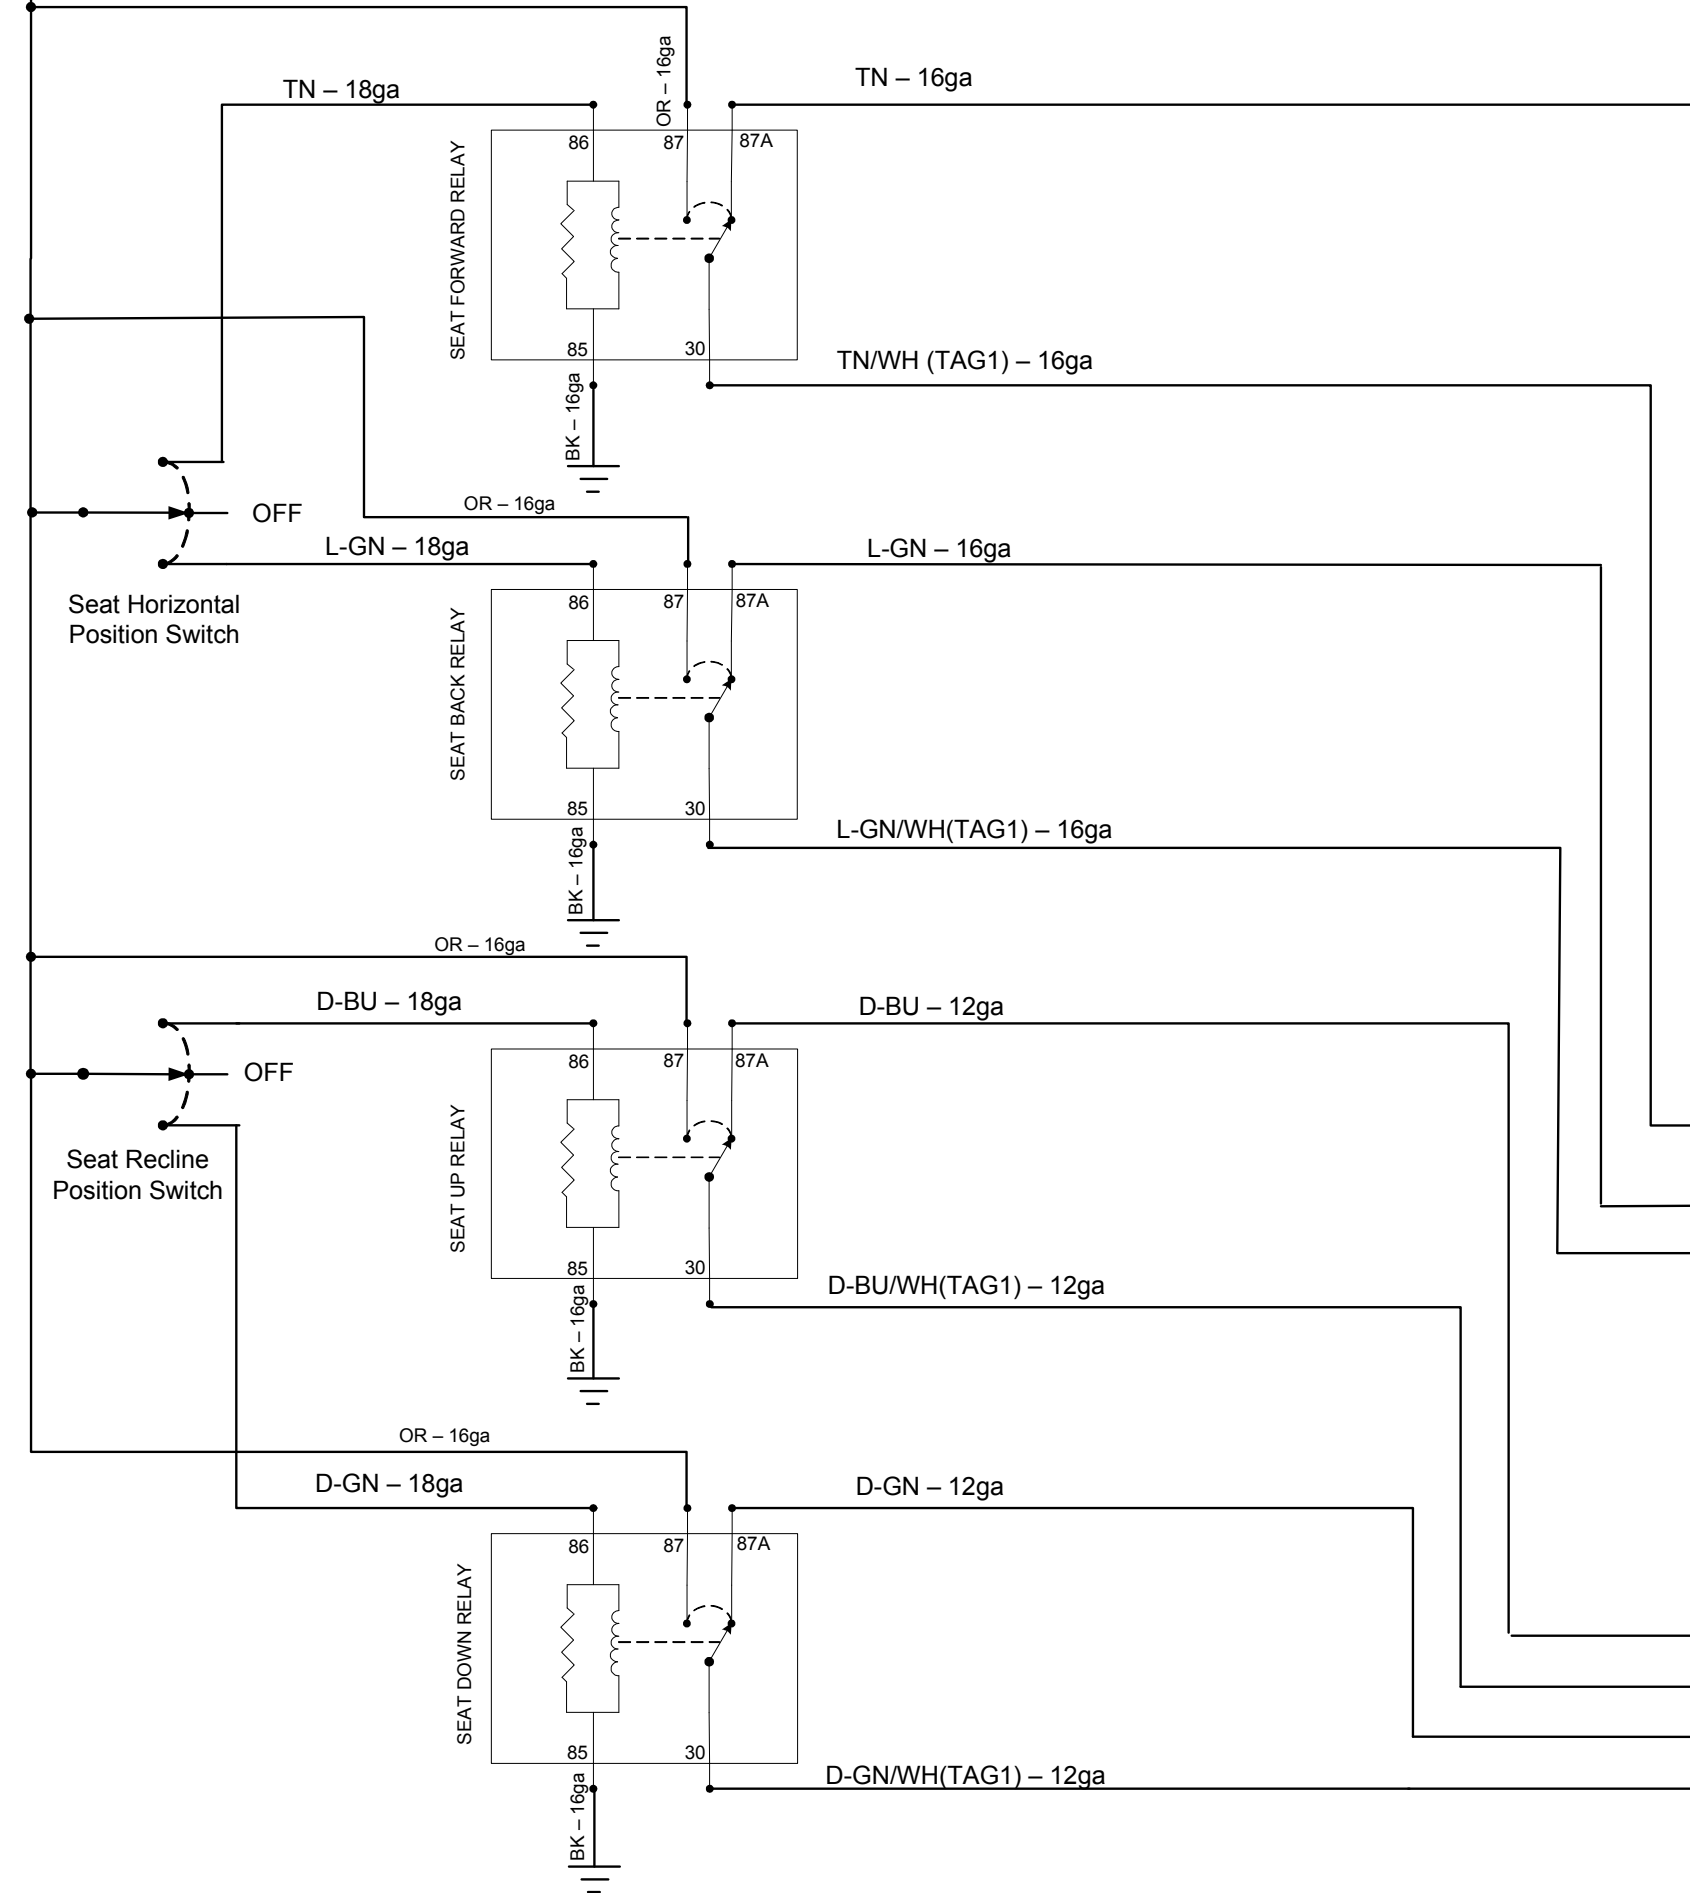 OR – 16ga
TN – 18ga
TN – 16ga
86
87
87A
SEAT FORWARD RELAY
85
30
TN/WH (TAG1) – 16ga
BK – 16ga
OFF
OR – 16ga
L-GN – 18ga
L-GN – 16ga
Seat Horizontal
Position Switch
86
87
87A
SEAT BACK RELAY
85
30
L-GN/WH(TAG1) – 16ga
BK – 16ga
OR – 16ga
D-BU – 18ga
D-BU – 12ga
OFF
86
87
87A
Seat Recline
Position Switch
SEAT UP RELAY
85
30
D-BU/WH(TAG1) – 12ga
BK – 16ga
OR – 16ga
D-GN – 18ga
D-GN – 12ga
86
87
87A
SEAT DOWN RELAY
85
30
D-GN/WH(TAG1) – 12ga
BK – 16ga